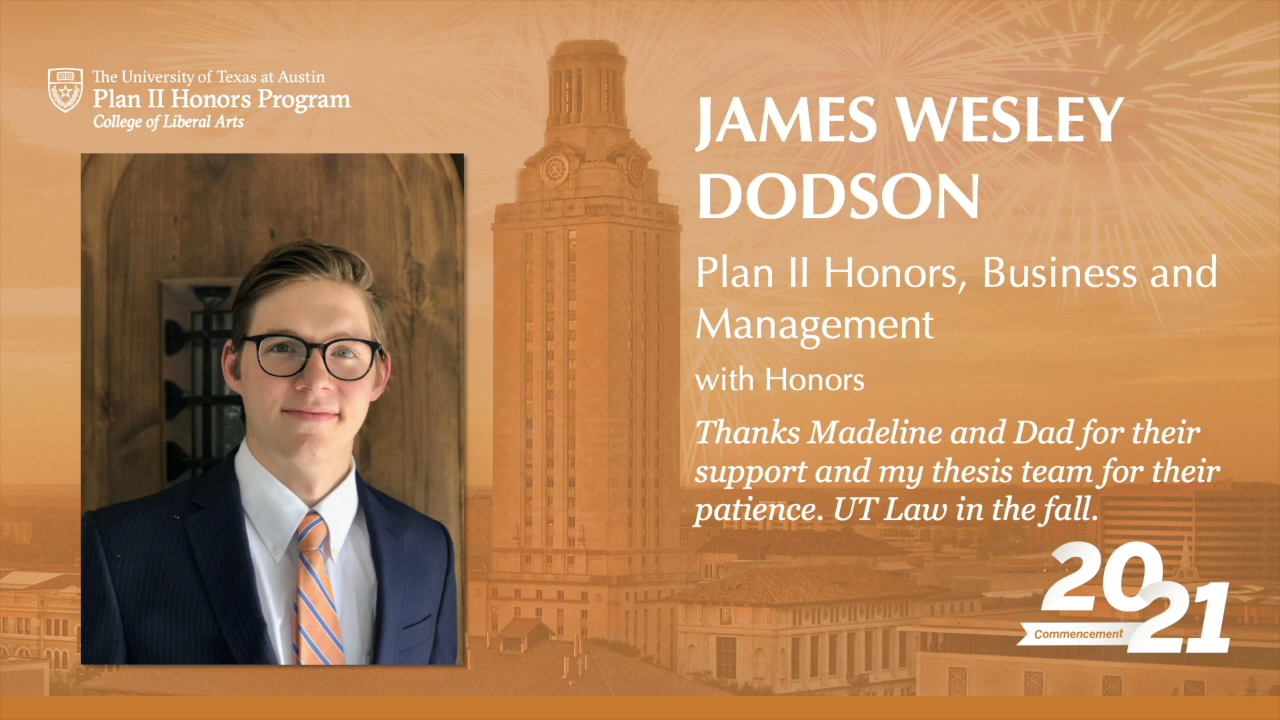 The University of Texas at Austin
Plan II Honors Program
College of Liberal Arts
JAMES WESLEY
DODSON
Plan II Honors, Business and
Management
with Honors
Thanks Madeline and Dad for their
support and my thesis team for their
patience. UT Law in the fall.
2021
Commencement